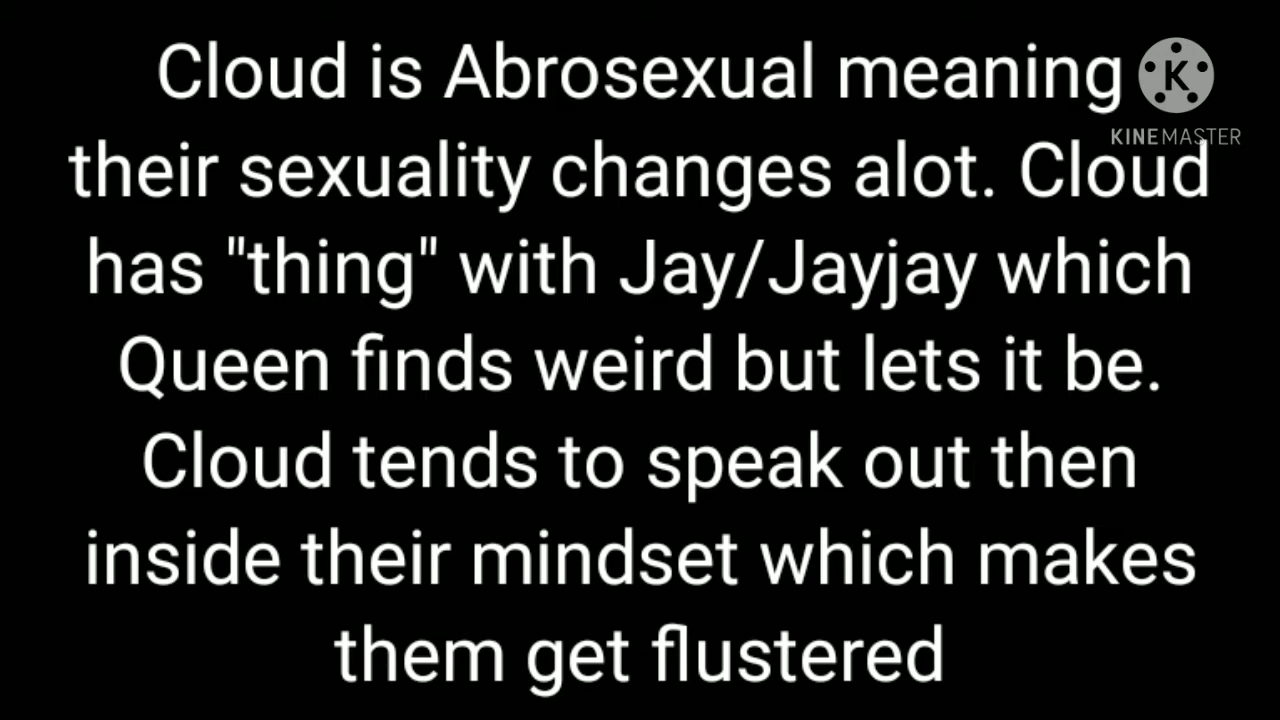 Cloud is Abrosexual meaning
their sexuality changes alot. Cloud
has "thing" with Jay/Jayjay which
Queen finds weird but lets it be.
Cloud tends to speak out then
inside their mindset which makes
them get flustered
K
KINEMASTER